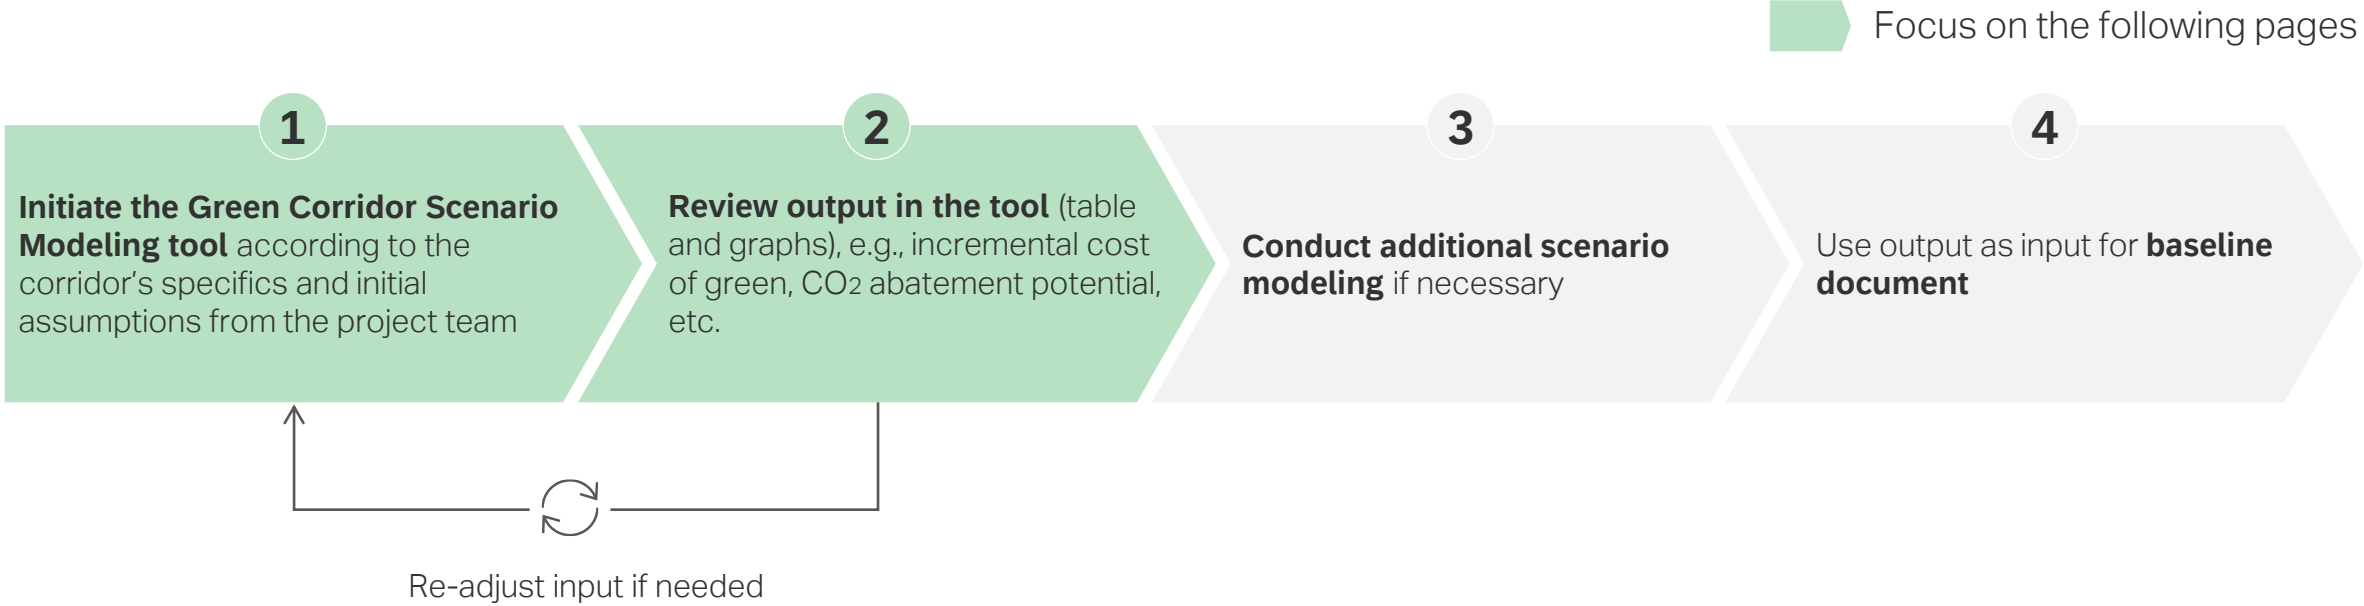 Focus on the following pages
1
Initiate the Green Corridor Scenario
Modeling tool according to the
corridor's specifics and initial
assumptions from the project team
2
Review output in the tool (table
and graphs), e.g., incremental cost
of green, CO2 abatement potential,
etc.
3
Conduct additional scenario
modeling if necessary
4
Use output as input for baseline
document
Re-adjust input if needed